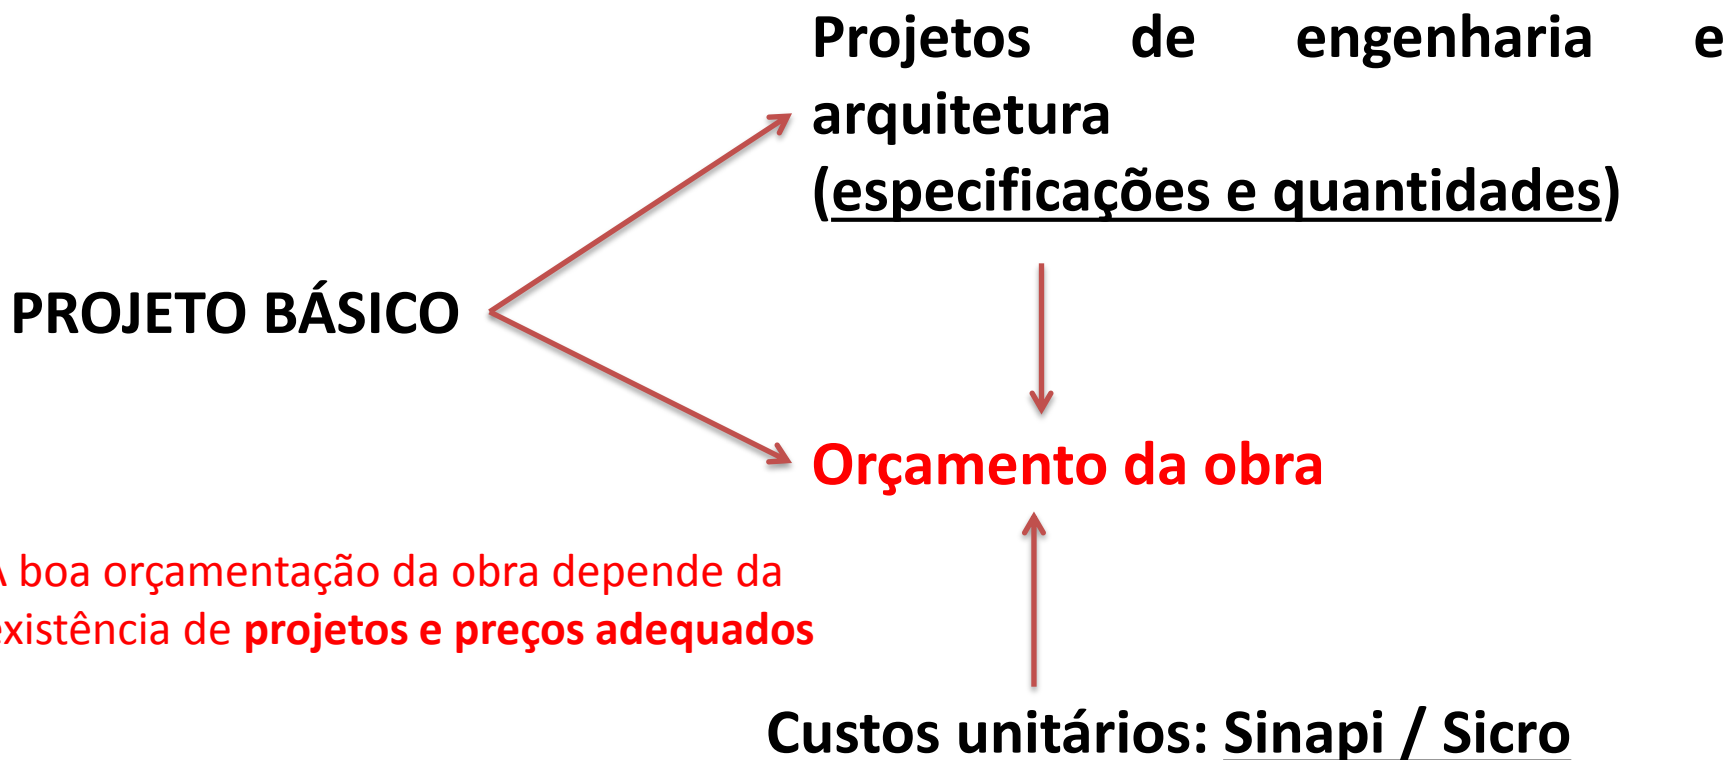 Projetos de engenharia e
arquitetura
(especificações e quantidades)
PROJETO BÁSICO
Orçamento da obra
A boa orçamentação da obra depende da
existência de projetos e preços adequados
Custos unitários: Sinapi / Sicro